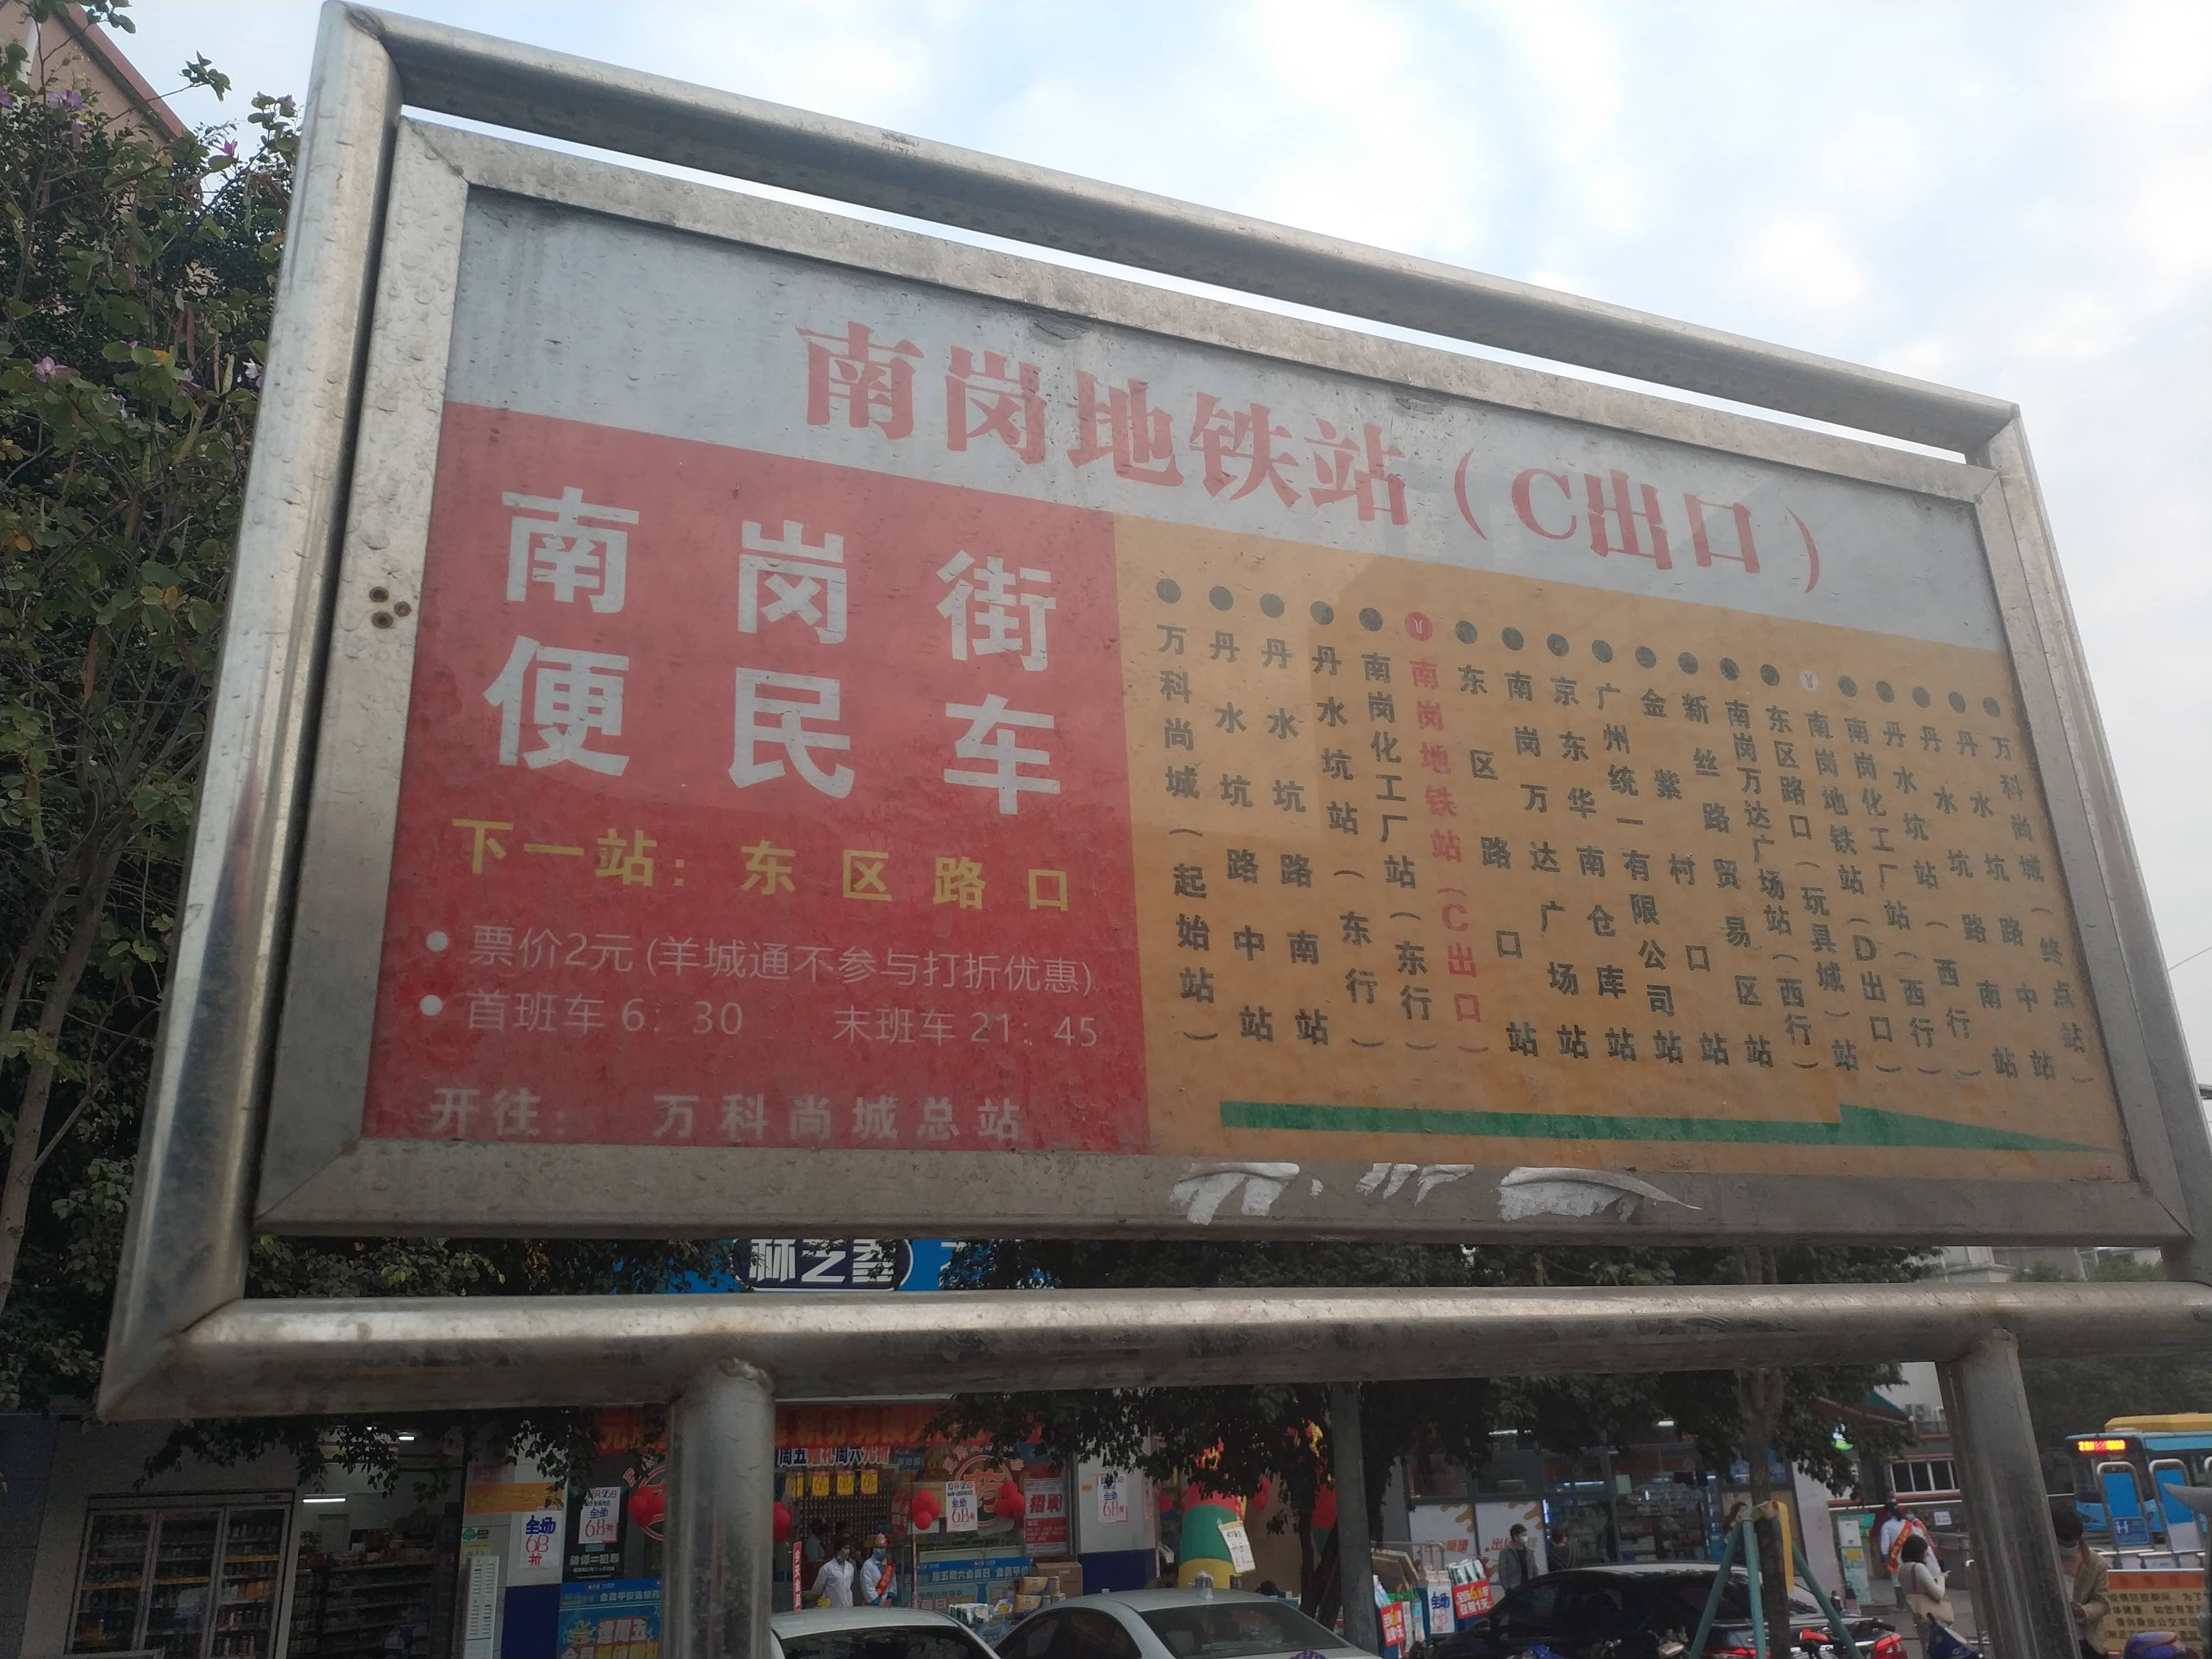 南岗地铁站（C出口）
南岗街
便民车
下一站：东区路口
票价2元(羊城通不参与打折优惠)
首班车 6：30 末班车 21：45
开往： 万科尚城总站
万科尚城（起始站）
丹水坑路中站
丹水坑路南站
丹水坑站（东行）
南岗化工厂站（东行）
南岗地铁站（C出口）
东区路口站
南岗万达广场站
京东华南仓库站
广州统一有限公司站
金紫村口站
新丝路贸易区站
南岗万达广场站（西行）
东区路口（玩具城）站
南岗地铁站（D出口）
南岗化工厂站（西行）
丹水坑站（西行）
丹水坑路南站
丹水坑路中站
万科尚城（终点站）
招聘
全场
68折
全场
68
H